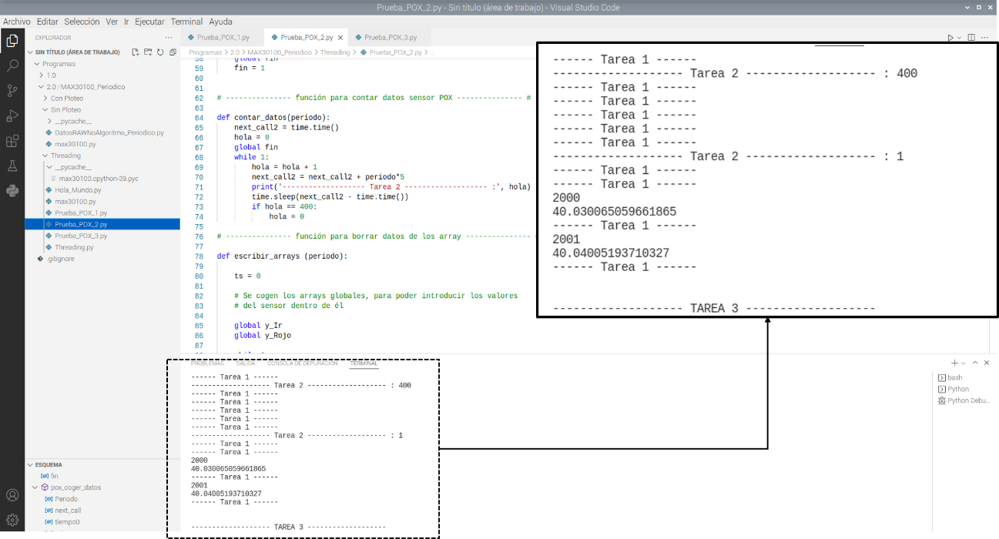 Prueba_POX_2.py - Sin título (área de trabajo) - Visual Studio Code
Archivo Editar Selección Ver Ir Ejecutar Terminal Ayuda
EXPLORADOR
SIN TÍTULO (ÁREA DE TRABAJO)
Programas
1.0
2.0 / MAX30100_Periodico
Con Ploteo
Sin Ploteo
__pycache__
DatosRAWNoAlgoritmo_Periodico.py
max30100.py
Threading
__pycache__
max30100.cpython-39.pyc
Hola_Mundo.py
max30100.py
Prueba_POX_1.py
Prueba_POX_2.py
Prueba_POX_3.py
Threading.py
.gitignore
ESQUEMA
fin
pox_coger_datos
Periodo
next_call
tiempo0
Prueba_POX_1.py Prueba_POX_2.py Prueba_POX_3.py
Programas > 2.0 > MAX30100_Periodico > Threading > Prueba_POX_2.py > ...
58 global fin
59 fin = 1
60
61
62 # --------------- función para contar datos sensor POX --------------- #
63
64 def contar_datos(periodo):
65 next_call2 = time.time()
66 hola = 0
67 global fin
68 while 1:
69 hola = hola + 1
70 next_call2 = next_call2 + periodo*5
71 print('------------------- Tarea 2 ------------------- :', hola)
72 time.sleep(next_call2 - time.time())
73 if hola == 400:
74 hola = 0
75
76 # --------------- función para borrar datos de los array ---------------
77
78 def escribir_arrays (periodo):
79
80 ts = 0
81
82 # Se cogen los arrays globales, para poder introducir los valores
83 # del sensor dentro de él
84
85 global y_Ir
86 global y_Rojo
87
PROBLEMAS SALIDA CONSOLA DE DEPURACIÓN TERMINAL
------ Tarea 1 ------
------------------- Tarea 2 ------------------- : 400
------ Tarea 1 ------
------ Tarea 1 ------
------ Tarea 1 ------
------ Tarea 1 ------
------ Tarea 1 ------
------------------- Tarea 2 ------------------- : 1
------ Tarea 1 ------
------ Tarea 1 ------
2000
40.030065059661865
------ Tarea 1 ------
2001
40.04005193710327
------ Tarea 1 ------
------------------- TAREA 3 -------------------
bash
Python
Python Debu...
------ Tarea 1 ------
------------------- Tarea 2 ------------------- : 400
------ Tarea 1 ------
------ Tarea 1 ------
------ Tarea 1 ------
------ Tarea 1 ------
------ Tarea 1 ------
------------------- Tarea 2 ------------------- : 1
------ Tarea 1 ------
------ Tarea 1 ------
2000
40.030065059661865
------ Tarea 1 ------
2001
40.04005193710327
------ Tarea 1 ------
------------------- TAREA 3 -------------------